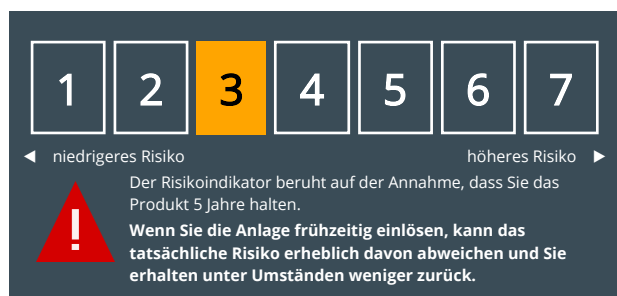 1 2 3 4 5 6 7
niedrigeres Risiko höheres Risiko
Der Risikoindikator beruht auf der Annahme, dass Sie das
Produkt 5 Jahre halten.
Wenn Sie die Anlage frühzeitig einlösen, kann das
tatsächliche Risiko erheblich davon abweichen und Sie
erhalten unter Umständen weniger zurück.
!